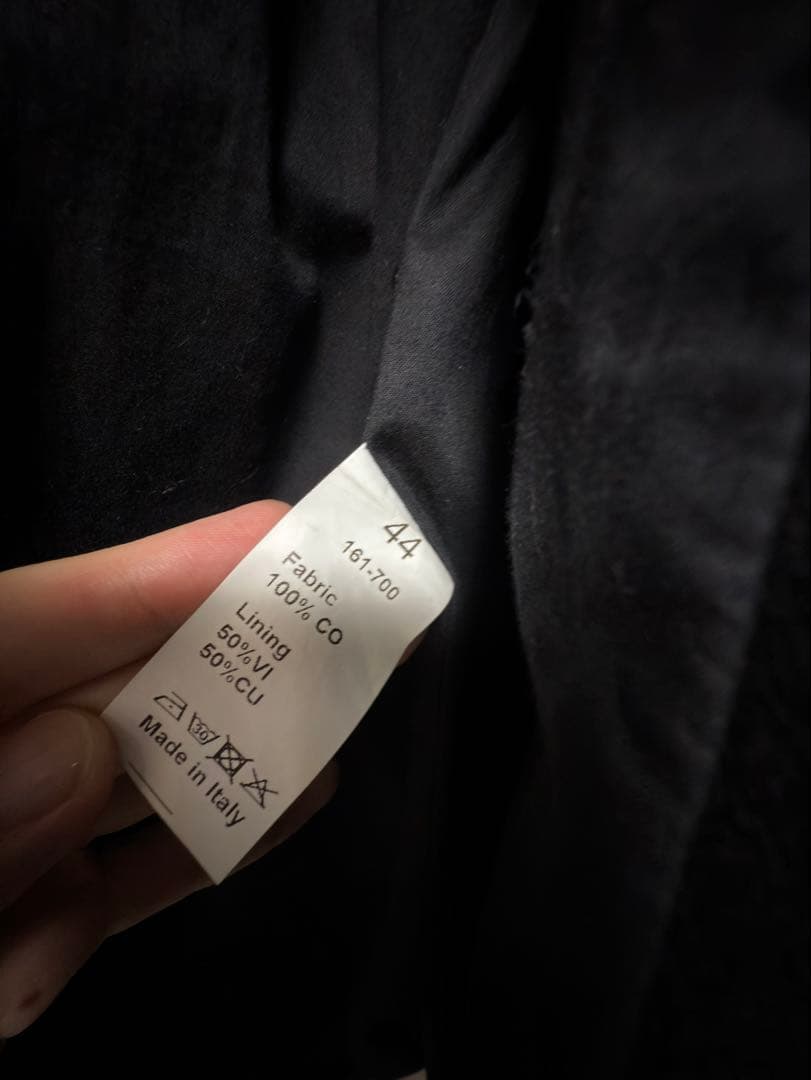 44
161-700
Fabric
100% CO
Lining
50%VI
50%CU
30
Made in Italy